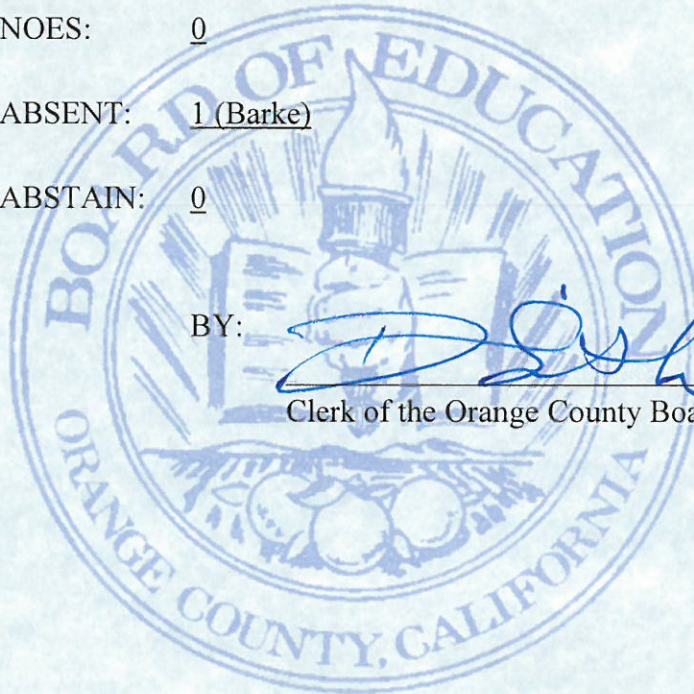 NOES: 0
ABSENT: 1 (Barke)
ABSTAIN: 0
BY:
Clerk of the Orange County Boa
BOARD OF EDUCATION
ORANGE COUNTY, CALIFORNIA